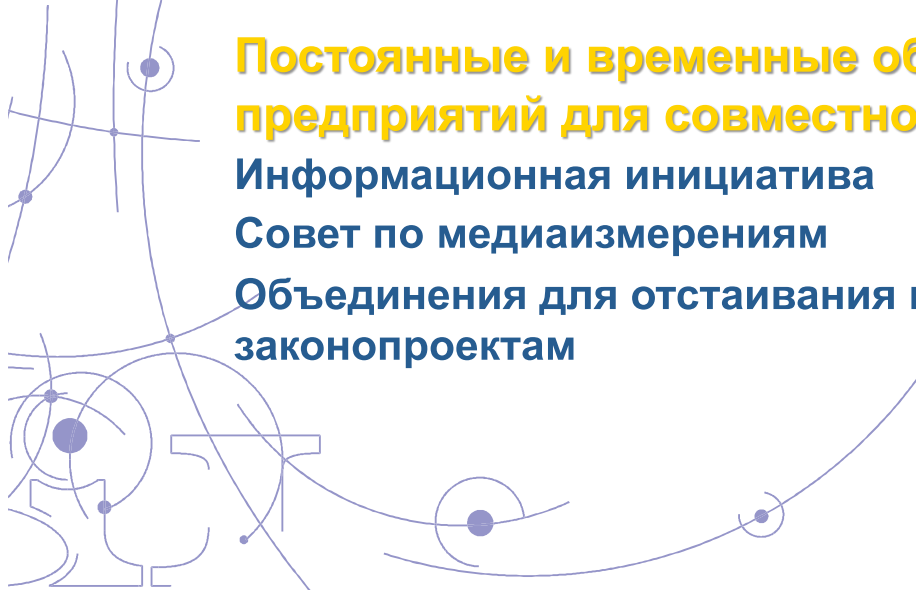 Постоянные и временные об
предприятий для совместно
Информационная инициатива
Совет по медиаизмерениям
Объединения для отстаивания
законопроектам